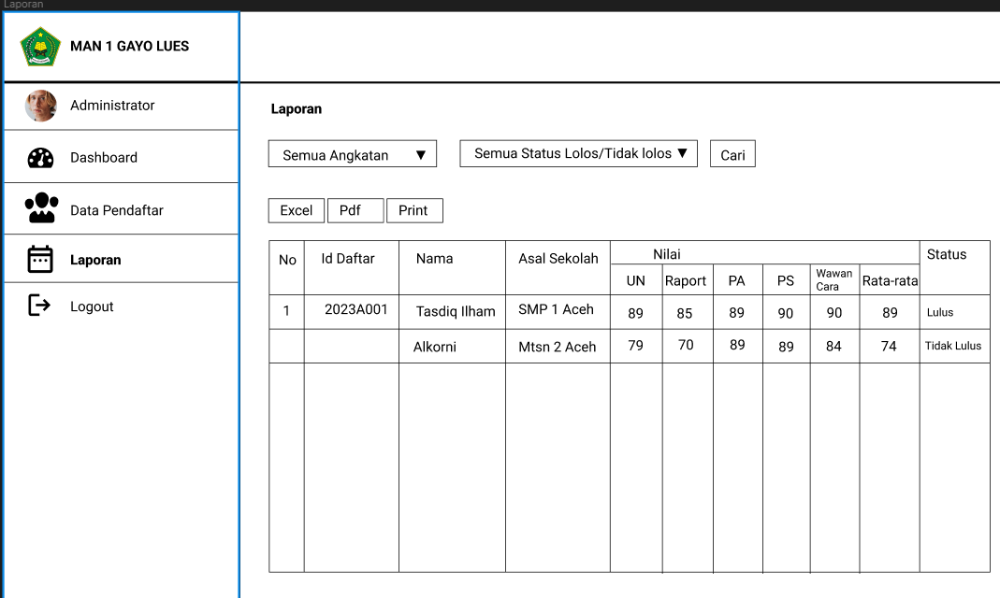 Laporan
MAN 1 GAYO LUES
Administrator
Dashboard
Data Pendaftar
Laporan
Logout
Laporan
Semua Angkatan ▼
Semua Status Lolos/Tidak lolos ▼
Cari
Excel
Pdf
Print
No Id Daftar Nama Asal Sekolah Nilai Status
UN Raport PA PS Wawan Cara Rata-rata
1 2023A001 Tasdiq Ilham SMP 1 Aceh 89 85 89 90 90 89 Lulus
Alkorni Mtsn 2 Aceh 79 70 89 89 84 74 Tidak Lulus